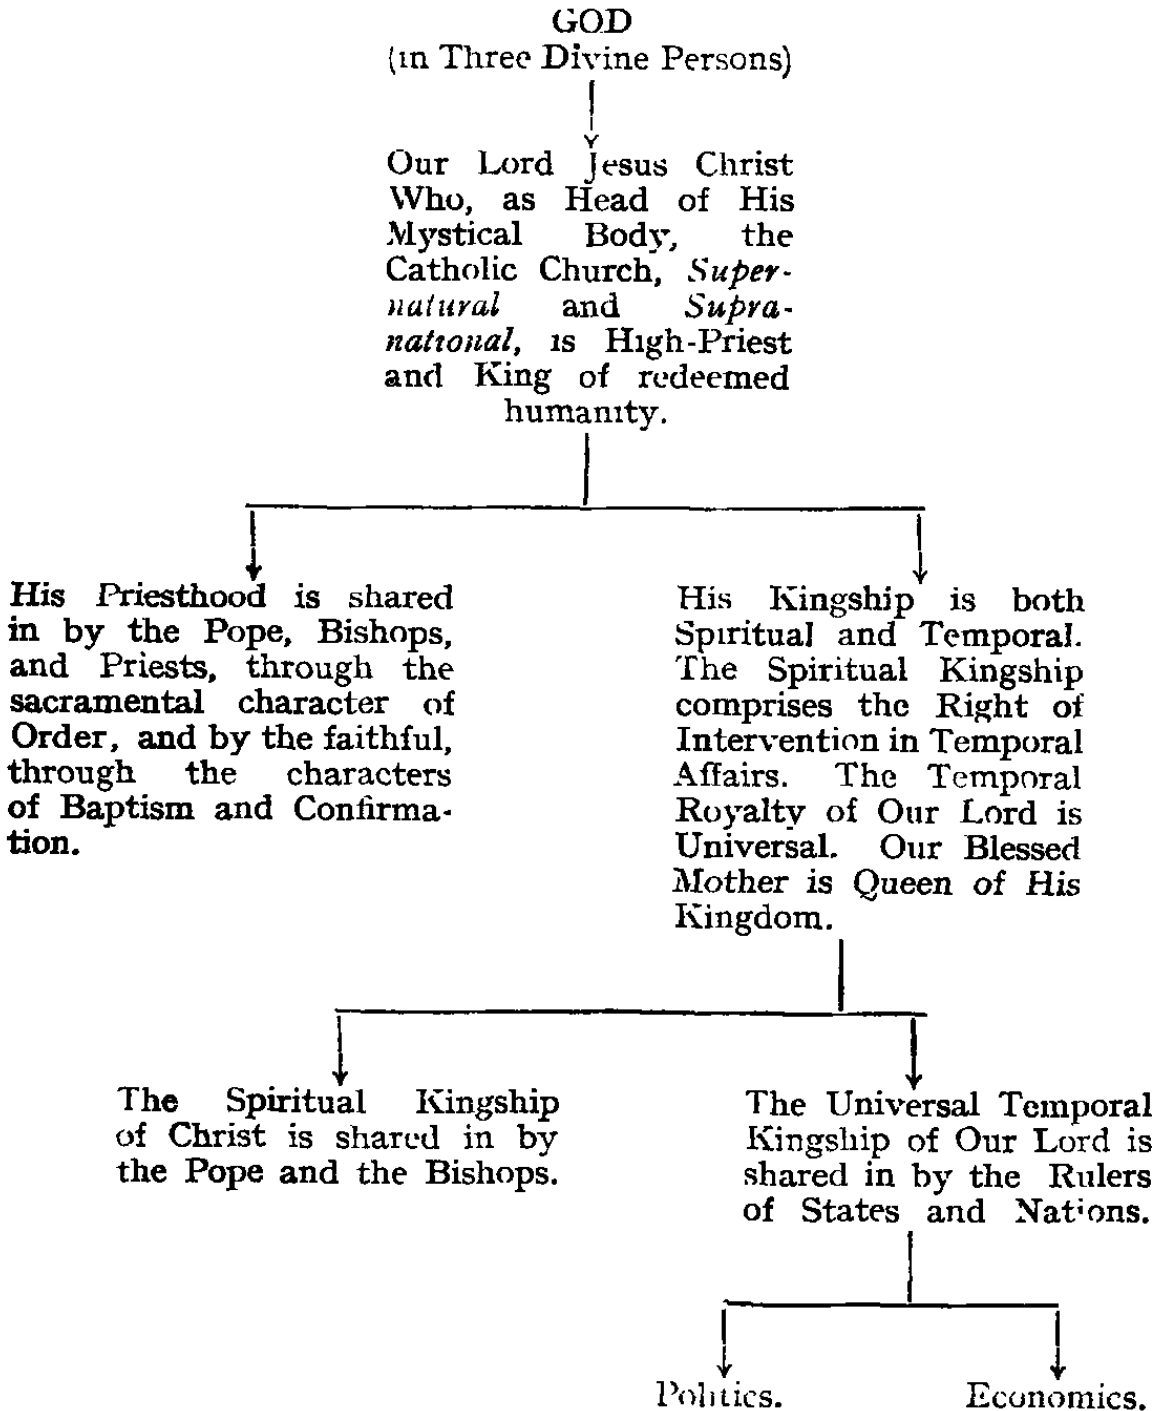 GOD
(in Three Divine Persons)
Our Lord Jesus Christ
Who, as Head of His
Mystical Body, the
Catholic Church, Super-
natural and Supra-
national, is High-Priest
and King of redeemed
humanity.
His Priesthood is shared
in by the Pope, Bishops,
and Priests, through the
sacramental character of
Order, and by the faithful,
through the characters
of Baptism and Confirma-
tion.
His Kingship is both
Spiritual and Temporal.
The Spiritual Kingship
comprises the Right of
Intervention in Temporal
Affairs. The Temporal
Royalty of Our Lord is
Universal. Our Blessed
Mother is Queen of His
Kingdom.
The Spiritual Kingship
of Christ is shared in by
the Pope and the Bishops.
The Universal Temporal
Kingship of Our Lord is
shared in by the Rulers
of States and Nations.
Politics.
Economics.